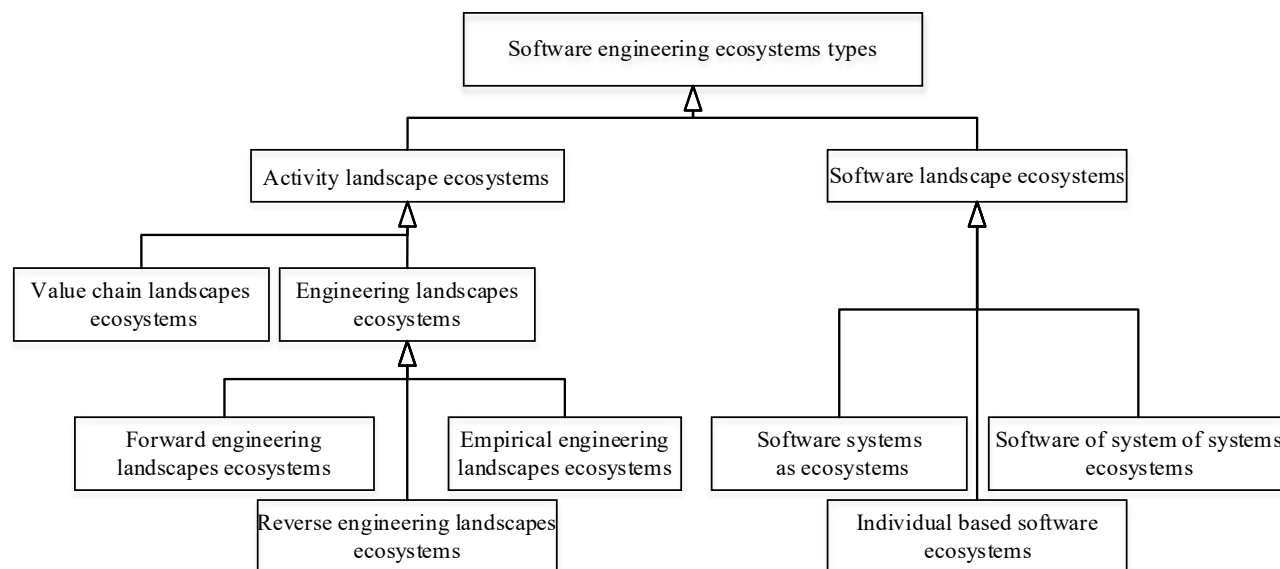 Software engineering ecosystems types
Activity landscape ecosystems
Software landscape ecosystems
Value chain landscapes
ecosystems
Engineering landscapes
ecosystems
Forward engineering
landscapes ecosystems
Empirical engineering
landscapes ecosystems
Software systems
as ecosystems
Software of system of systems
ecosystems
Reverse engineering landscapes
ecosystems
Individual based software
ecosystems